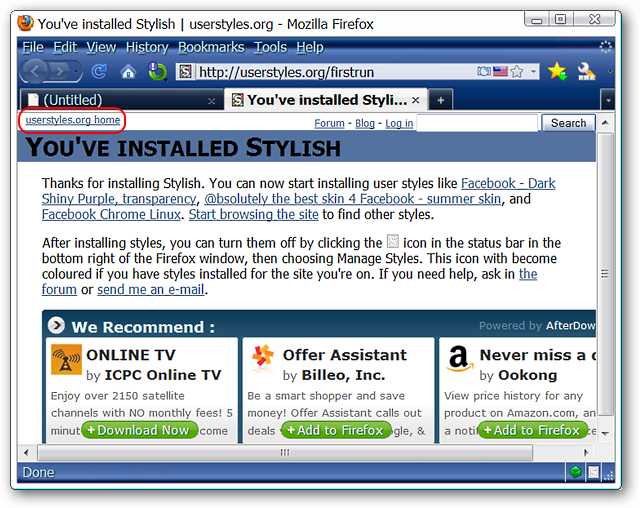 You've installed Stylish | userstyles.org - Mozilla Firefox
File Edit View History Bookmarks Tools Help
http://userstyles.org/firstrun
(Untitled)
You've installed Styli...
userstyles.org home
Forum - Blog - Log in
Search
You've installed Stylish
Thanks for installing Stylish. You can now start installing user styles like Facebook - Dark
Shiny Purple, transparency, @bsolutely the best skin 4 Facebook - summer skin, and
Facebook Chrome Linux. Start browsing the site to find other styles.
After installing styles, you can turn them off by clicking the icon in the status bar in the
bottom right of the Firefox window, then choosing Manage Styles. This icon with become
coloured if you have styles installed for the site you're on. If you need help, ask in the
forum or send me an e-mail.
We Recommend :
Powered by AfterDow
ONLINE TV
by ICPC Online TV
Enjoy over 2150 satellite
channels with NO monthly fees! 5
minut
come
+ Download Now
Offer Assistant
by Billeo, Inc.
Be a smart shopper and save
money! Offer Assistant calls out
deals
gle, &
+ Add to Firefox
Never miss a d
by Ookong
View price history for any
product on Amazon.com, an
a noti
+ Add to Firefox
Done